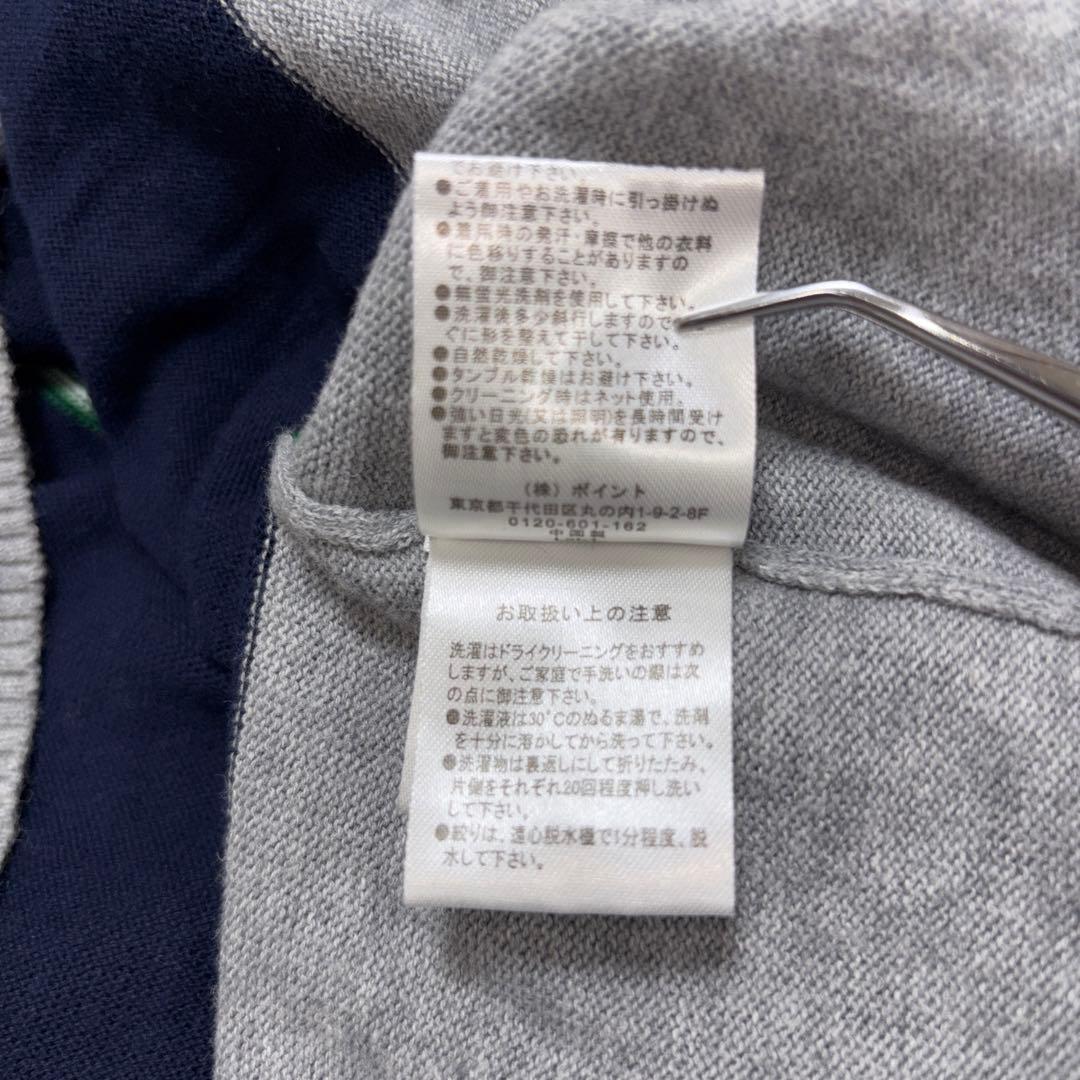 でお避け下さい。
●ご着用やお洗濯時に引っ掛けぬ
よう御注意下さい。
●着用時の発汗・摩擦で他の衣料
に色移りすることがありますの
で、御注意下さい。
●無蛍光洗剤を使用して下さい。
●洗濯後多少斜行しますので
ぐに形を整えて干して下さい。
●自然乾燥して下さい。
●タンブル乾燥はお避け下さい。
●クリーニング時はネット使用。
●強い日光(又は照明)を長時間受け
ますと変色の恐れが有りますので、
御注意下さい。
(株)ポイント
東京都千代田区丸の内1-9-2-8F
0120-601-162
中国製
お取扱い上の注意
洗濯はドライクリーニングをおすすめ
しますが、ご家庭で手洗いの際は次
の点に御注意下さい。
●洗濯液は30℃のぬるま湯で、洗剤
を十分に溶かしてから洗って下さい。
●洗濯物は裏返しにして折りたたみ、
片側をそれぞれ20回程度押し洗い
して下さい。
●絞りは、遠心脱水機で1分程度、脱
水して下さい。